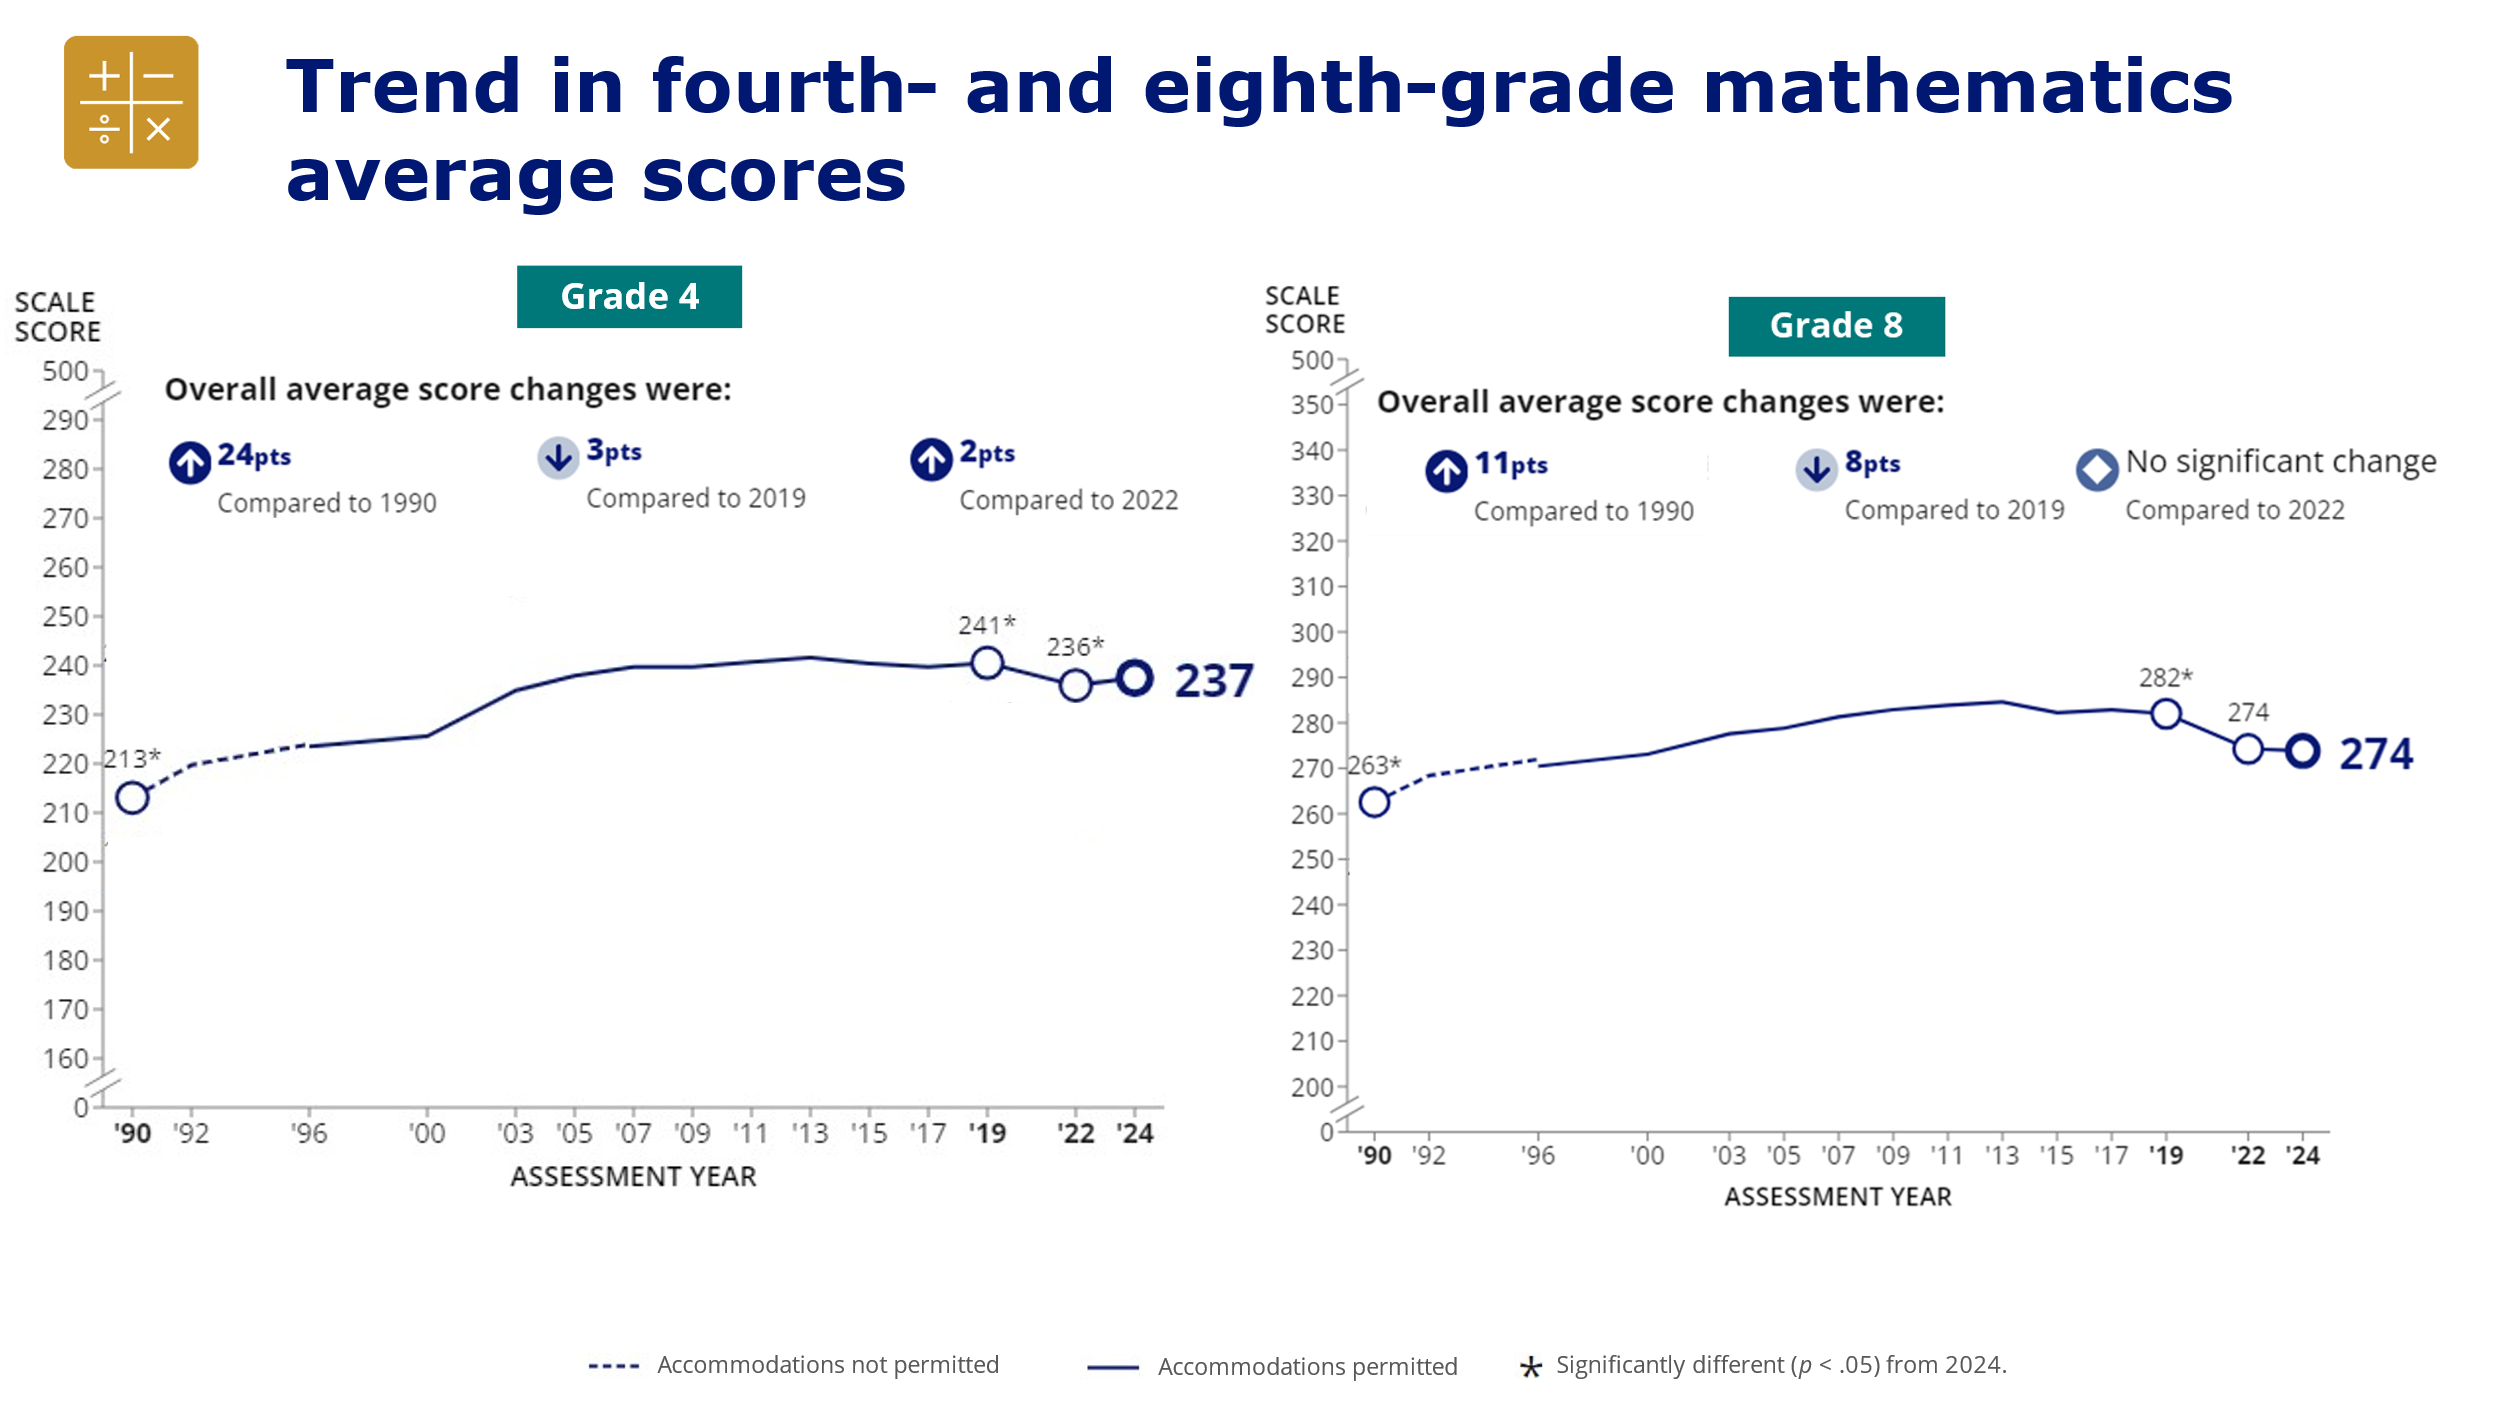 Trend in fourth- and eighth-grade mathematics
average scores
Grade 4
SCALE
SCORE
500
290
280
270
260
250
240
230
220
210
200
190
180
170
160
0
Overall average score changes were:
24pts
Compared to 1990
3pts
Compared to 2019
2pts
Compared to 2022
213*
241*
236*
237
'90 '92 '96 '00 '03 '05 '07 '09 '11 '13 '15 '17 '19 '22 '24
ASSESSMENT YEAR
Grade 8
SCALE
SCORE
500
350
340
330
320
310
300
290
280
270
260
250
240
230
220
210
200
0
Overall average score changes were:
11pts
Compared to 1990
8pts
Compared to 2019
No significant change
Compared to 2022
263*
282*
274
274
'90 '92 '96 '00 '03 '05 '07 '09 '11 '13 '15 '17 '19 '22 '24
ASSESSMENT YEAR
Accommodations not permitted
Accommodations permitted
* Significantly different (p < .05) from 2024.